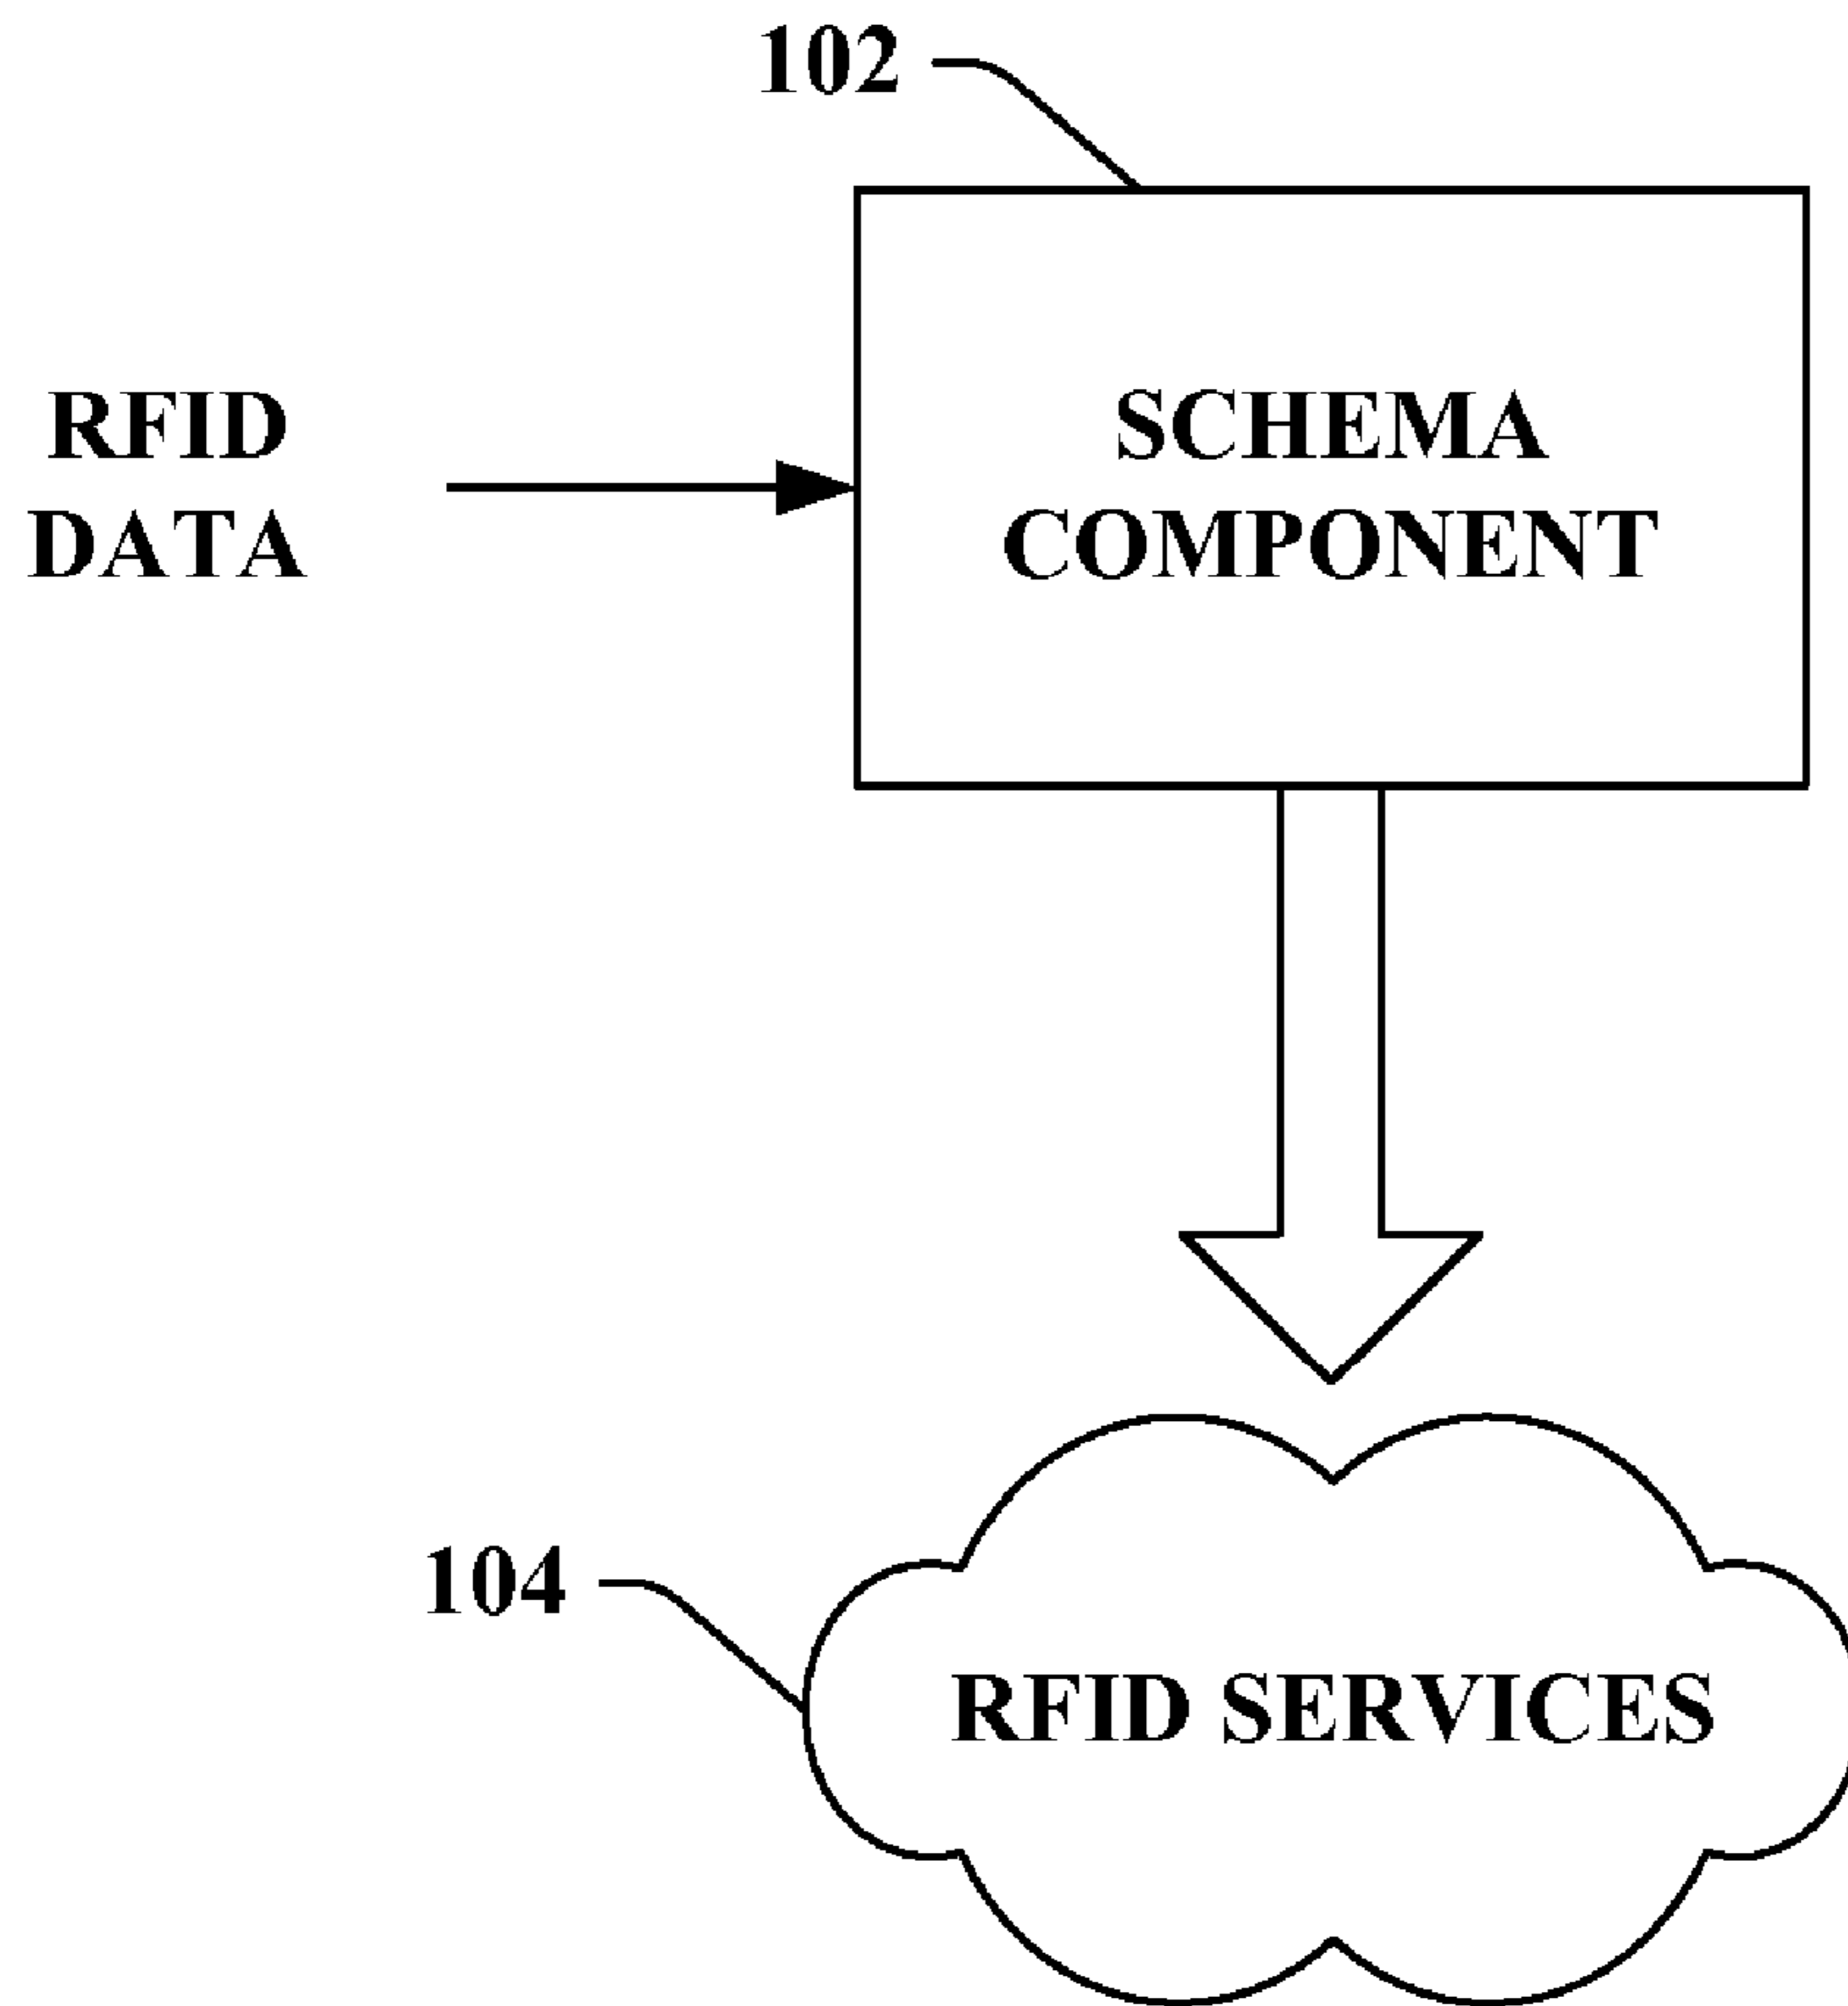 102
RFID
DATA
SCHEMA
COMPONENT
104
RFID SERVICES